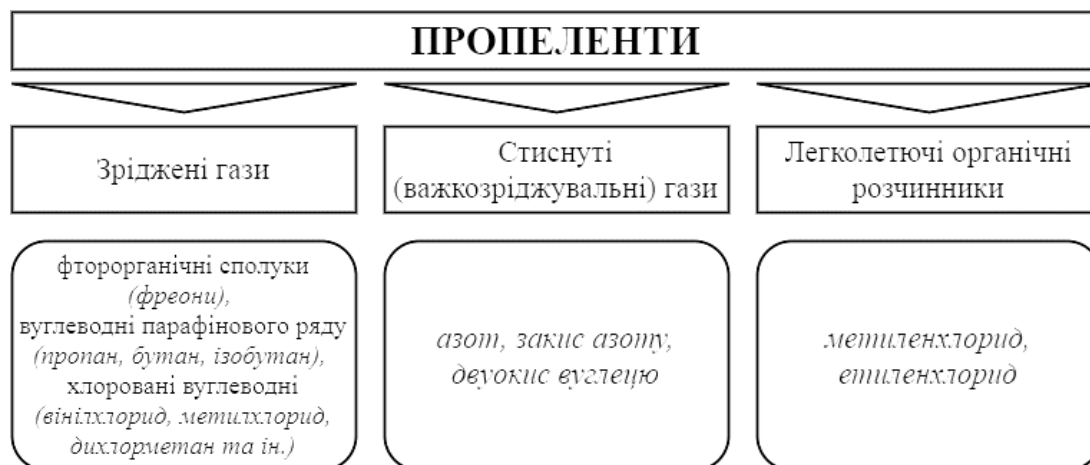 ПРОПЕЛЕНТИ
Зріджені гази
Стиснуті
(важкозріджувальні) гази
Легколетючі органічні
розчинники
фторорганічні сполуки
(фреони),
вуглеводні парафінового ряду
(пропан, бутан, ізобутан),
хлоровані вуглеводні
(вінілхлорид, метилхлорид,
дихлорметан та ін.)
азот, закис азоту,
двуокис вуглецю
метиленхлорид,
етиленхлорид